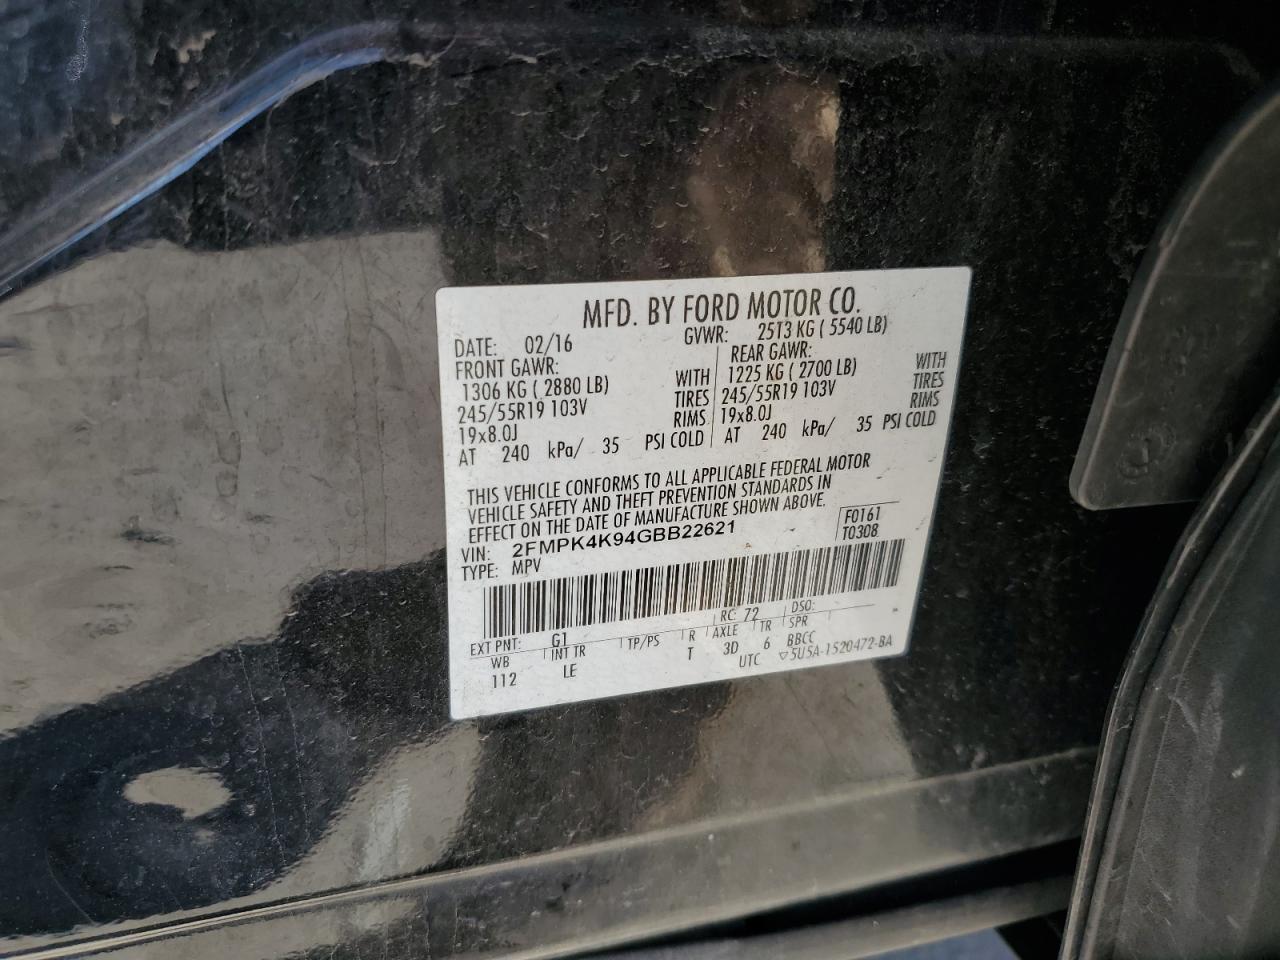 MFD. BY FORD MOTOR CO.
DATE: 02/16 GVWR: 2513 KG ( 5540 LB)
FRONT GAWR: REAR GAWR:
1306 KG ( 2880 LB) WITH 1225 KG ( 2700 LB) WITH
245/55R19 103V TIRES 245/55R19 103V TIRES
19x8.0J RIMS 19x8.0J RIMS
AT 240 kPa/ 35 PSI COLD AT 240 kPa/ 35 PSI COLD
THIS VEHICLE CONFORMS TO ALL APPLICABLE FEDERAL MOTOR
VEHICLE SAFETY AND THEFT PREVENTION STANDARDS IN
EFFECT ON THE DATE OF MANUFACTURE SHOWN ABOVE.
VIN: 2FMPK4K94GBB22621 F0161
TYPE: MPV T0308
RC: 72 DSO:
EXT PNT: G1 TP/PS R AXLE TR SPR
WB INT TR T 3D 6 BBCC
112 LE UTC ▽5U5A-1520472-BA